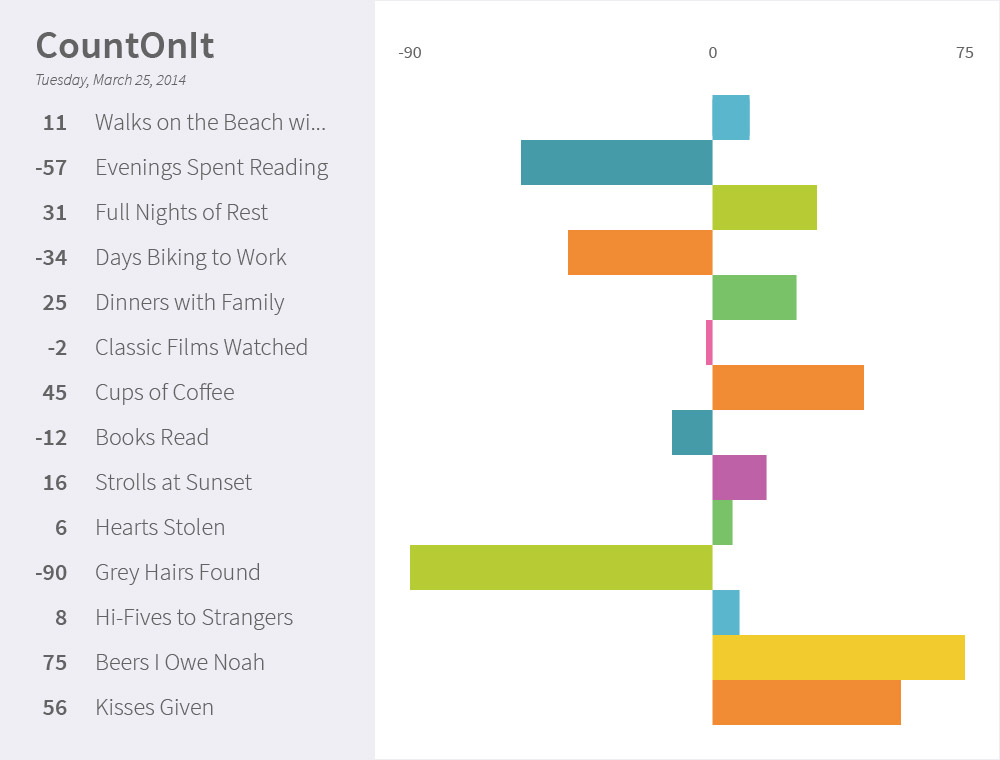 CountOnIt
Tuesday, March 25, 2014
-90 0 75
11 Walks on the Beach wi...
-57 Evenings Spent Reading
31 Full Nights of Rest
-34 Days Biking to Work
25 Dinners with Family
-2 Classic Films Watched
45 Cups of Coffee
-12 Books Read
16 Strolls at Sunset
6 Hearts Stolen
-90 Grey Hairs Found
8 Hi-Fives to Strangers
75 Beers I Owe Noah
56 Kisses Given